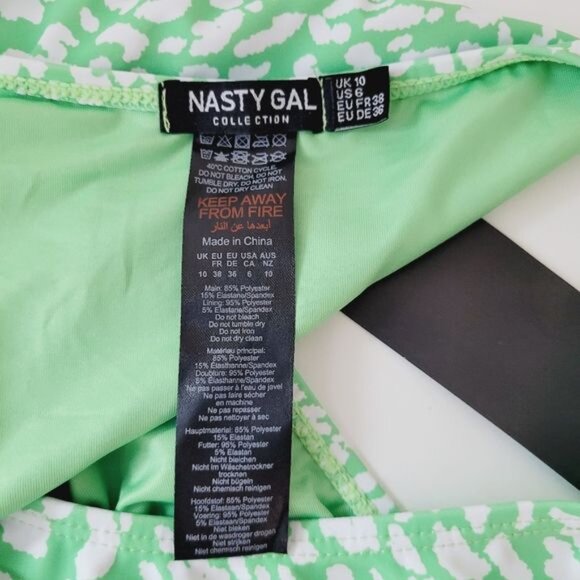 NASTY GAL
COLLECTION
UK 10
US 6
EU FR 38
EU DE 36
40°C COTTON CYCLE.
DO NOT BLEACH. DO NOT
TUMBLE DRY. DO NOT IRON.
DO NOT DRY CLEAN
KEEP AWAY
FROM FIRE
أبعدها عن النار
Made in China
UK EU EU USA AUS
FR DE CA NZ
10 38 36 6 10
Main: 85% Polyester
15% Elastane/Spandex
Lining: 95% Polyester
5% Elastane/Spandex
Do not bleach
Do not tumble dry
Do not Iron
Do not dry clean
Matériau principal:
85% Polyester
15% Élasthanne/Spandex
Doublure: 95% Polyester
5% Élasthanne/Spandex
Ne pas passer à l'eau de javel
Ne pas faire sécher
en machine
Ne pas repasser
Ne pas nettoyer à sec
Hauptmaterial: 85% Polyester
15% Elastan
Futter: 95% Polyester
5% Elastan
Nicht bleichen
Nicht im Wäschetrockner
trocknen
Nicht bügeln
Nicht chemisch reinigen
Hoofdstof: 85% Polyester
15% Elastaan/Spandex
Voering: 95% Polyester
5% Elastaan/Spandex
Niet bleken
Niet in de wasdroger drogen
Niet strijken
Niet chemisch reinigen